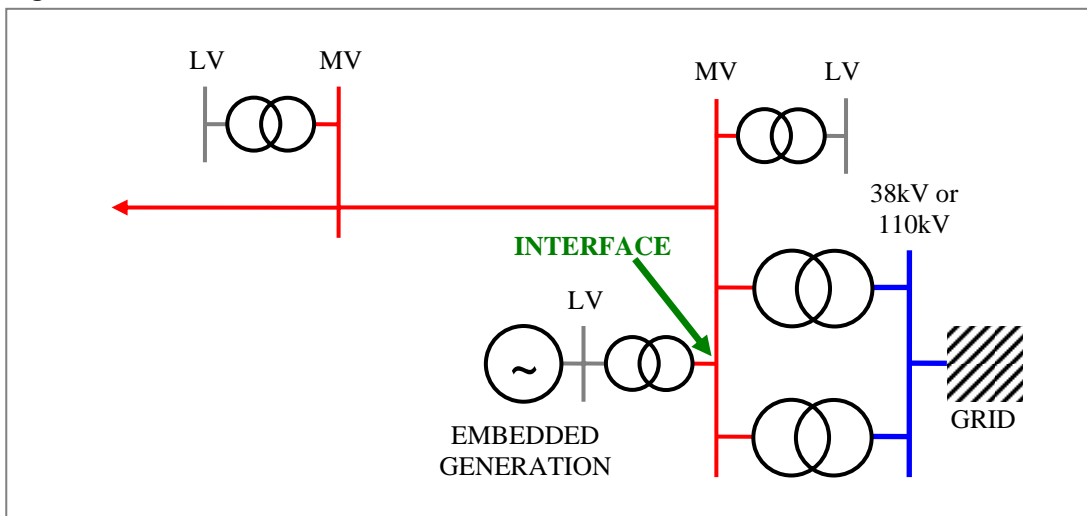 LV
MV
MV
LV
38kV or
110kV
INTERFACE
LV
~
EMBEDDED
GENERATION
GRID